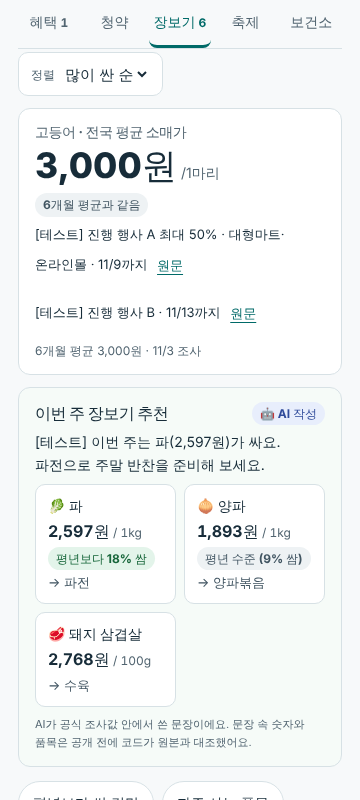 혜택 1 청약 장보기 6 축제 보건소
정렬 많이 싼 순
고등어 · 전국 평균 소매가
3,000원 /1마리
6개월 평균과 같음
[테스트] 진행 행사 A 최대 50% · 대형마트·
온라인몰 · 11/9까지 원문
[테스트] 진행 행사 B · 11/13까지 원문
6개월 평균 3,000원 · 11/3 조사
이번 주 장보기 추천 🤖 AI 작성
[테스트] 이번 주는 파(2,597원)가 싸요.
파전으로 주말 반찬을 준비해 보세요.
🥬 파
2,597원 / 1kg
평년보다 18% 쌈
→ 파전
🧅 양파
1,893원 / 1kg
평년 수준 (9% 쌈)
→ 양파볶음
🥩 돼지 삼겹살
2,768원 / 100g
→ 수육
AI가 공식 조사값 안에서 쓴 문장이에요. 문장 속 숫자와
품목은 공개 전에 코드가 원본과 대조했어요.